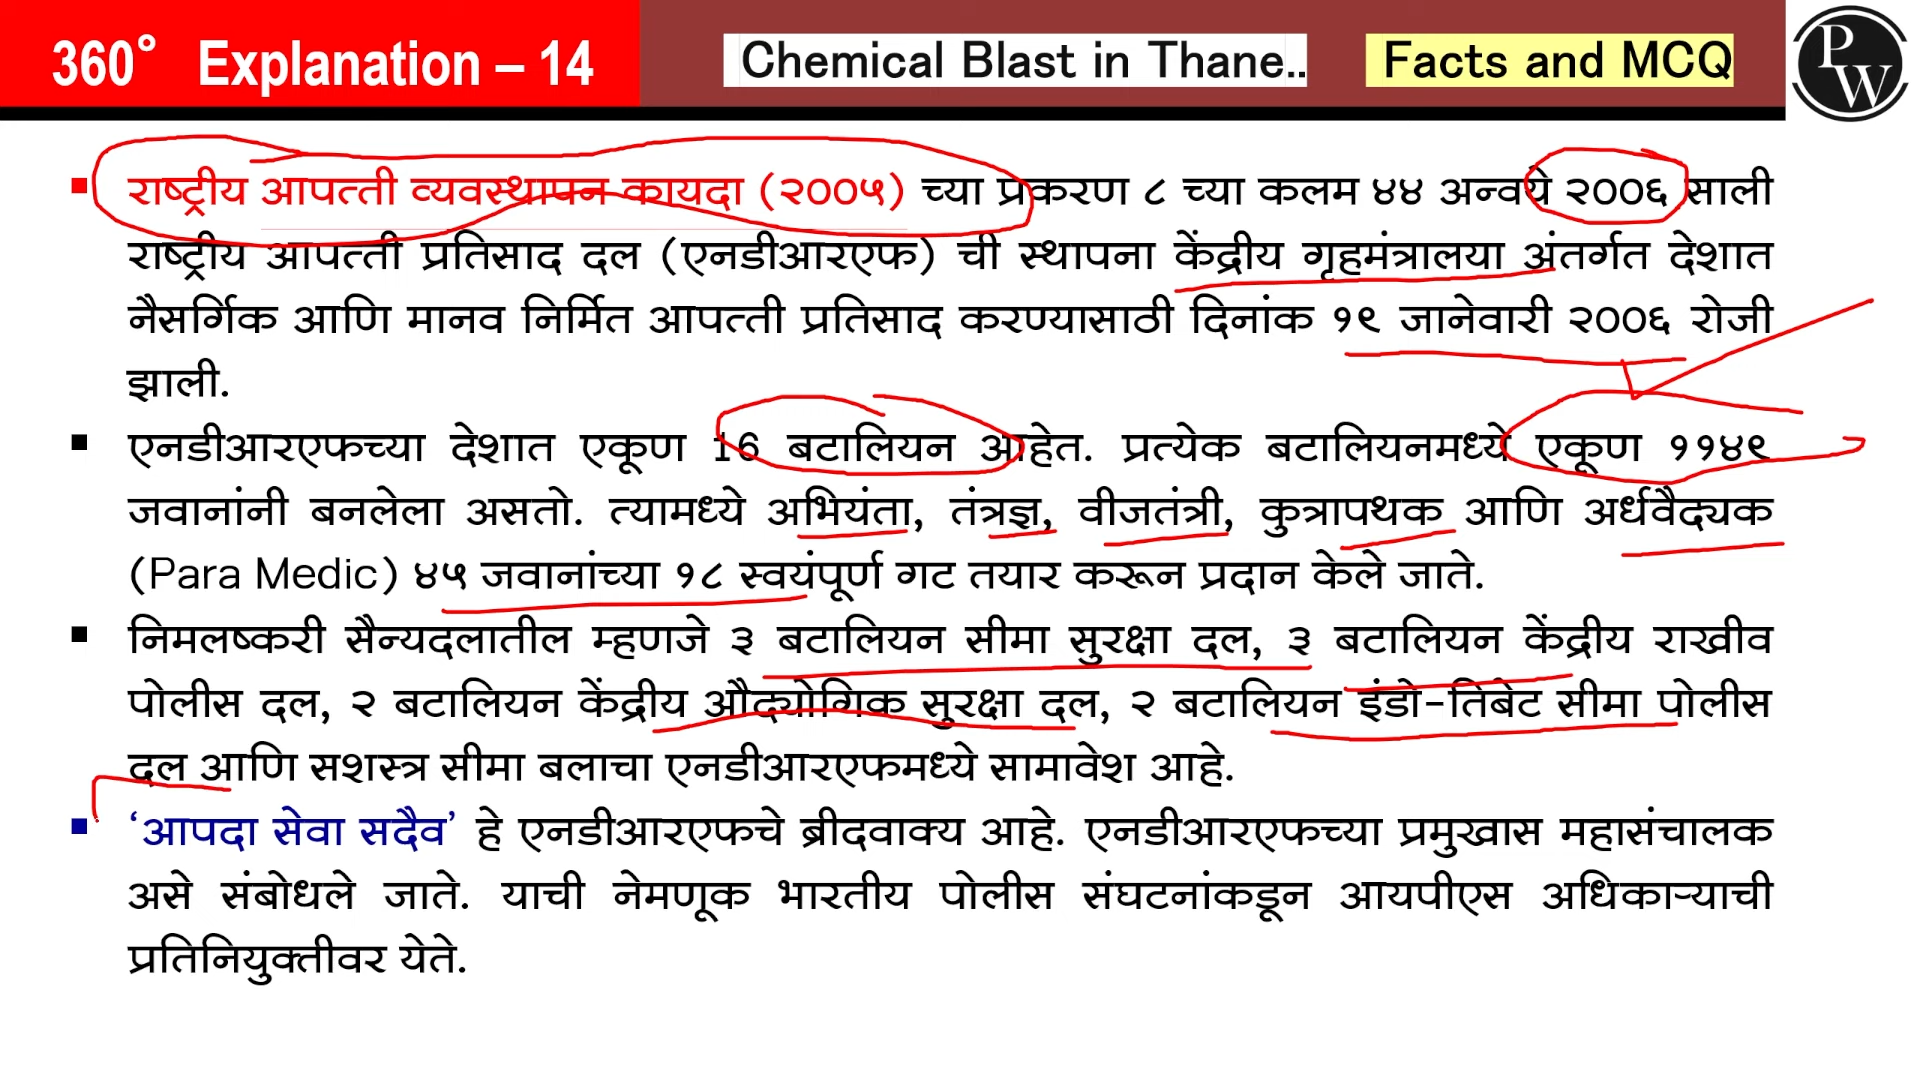 360° Explanation – 14
Chemical Blast in Thane..
Facts and MCQ
PW
राष्ट्रीय आपत्ती व्यवस्थापन कायदा (२००५) च्या प्रकरण ८ च्या कलम ४४ अन्वये २००६ साली
राष्ट्रीय आपत्ती प्रतिसाद दल (एनडीआरएफ) ची स्थापना केंद्रीय गृहमंत्रालया अंतर्गत देशात
नैसर्गिक आणि मानव निर्मित आपत्ती प्रतिसाद करण्यासाठी दिनांक १९ जानेवारी २००६ रोजी
झाली.
एनडीआरएफच्या देशात एकूण 16 बटालियन आहेत. प्रत्येक बटालियनमध्ये एकूण ११४९
जवानांनी बनलेला असतो. त्यामध्ये अभियंता, तंत्रज्ञ, वीजतंत्री, कुत्रापथक आणि अर्धवैद्यक
(Para Medic) ४५ जवानांच्या १८ स्वयंपूर्ण गट तयार करून प्रदान केले जाते.
निमलष्करी सैन्यदलातील म्हणजे ३ बटालियन सीमा सुरक्षा दल, ३ बटालियन केंद्रीय राखीव
पोलीस दल, २ बटालियन केंद्रीय औद्योगिक सुरक्षा दल, २ बटालियन इंडो-तिबेट सीमा पोलीस
दल आणि सशस्त्र सीमा बलाचा एनडीआरएफमध्ये सामावेश आहे.
‘आपदा सेवा सदैव’ हे एनडीआरएफचे ब्रीदवाक्य आहे. एनडीआरएफच्या प्रमुखास महासंचालक
असे संबोधले जाते. याची नेमणूक भारतीय पोलीस संघटनांकडून आयपीएस अधिकाऱ्याची
प्रतिनियुक्तीवर येते.